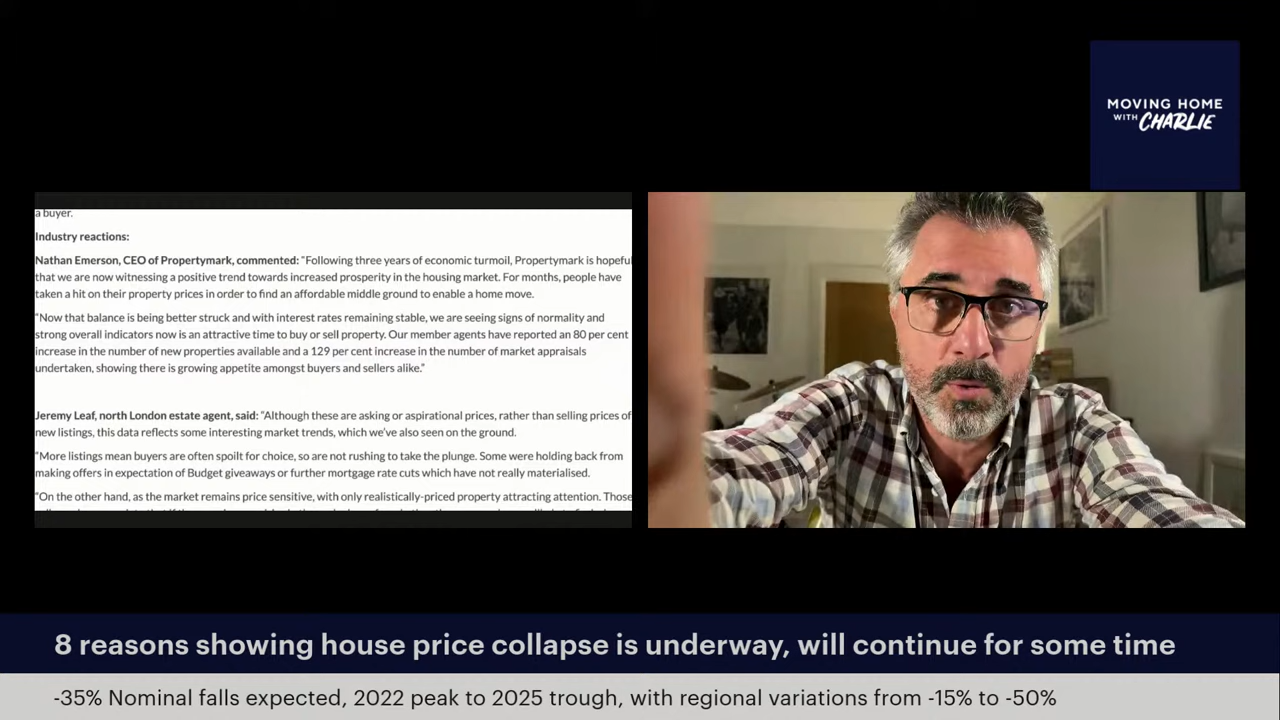 MOVING HOME
WITH CHARLIE
a buyer.
Industry reactions:
Nathan Emerson, CEO of Propertymark, commented: “Following three years of economic turmoil, Propertymark is hopeful
that we are now witnessing a positive trend towards increased prosperity in the housing market. For months, people have
taken a hit on their property prices in order to find an affordable middle ground to enable a home move.
“Now that balance is being better struck and with interest rates remaining stable, we are seeing signs of normality and
strong overall indicators now is an attractive time to buy or sell property. Our member agents have reported an 80 per cent
increase in the number of new properties available and a 129 per cent increase in the number of market appraisals
undertaken, showing there is growing appetite amongst buyers and sellers alike.”
Jeremy Leaf, north London estate agent, said: “Although these are asking or aspirational prices, rather than selling prices of
new listings, this data reflects some interesting market trends, which we’ve also seen on the ground.
“More listings mean buyers are often spoilt for choice, so are not rushing to take the plunge. Some were holding back from
making offers in expectation of Budget giveaways or further mortgage rate cuts which have not really materialised.
“On the other hand, as the market remains price sensitive, with only realistically-priced property attracting attention. Those
8 reasons showing house price collapse is underway, will continue for some time
-35% Nominal falls expected, 2022 peak to 2025 trough, with regional variations from -15% to -50%